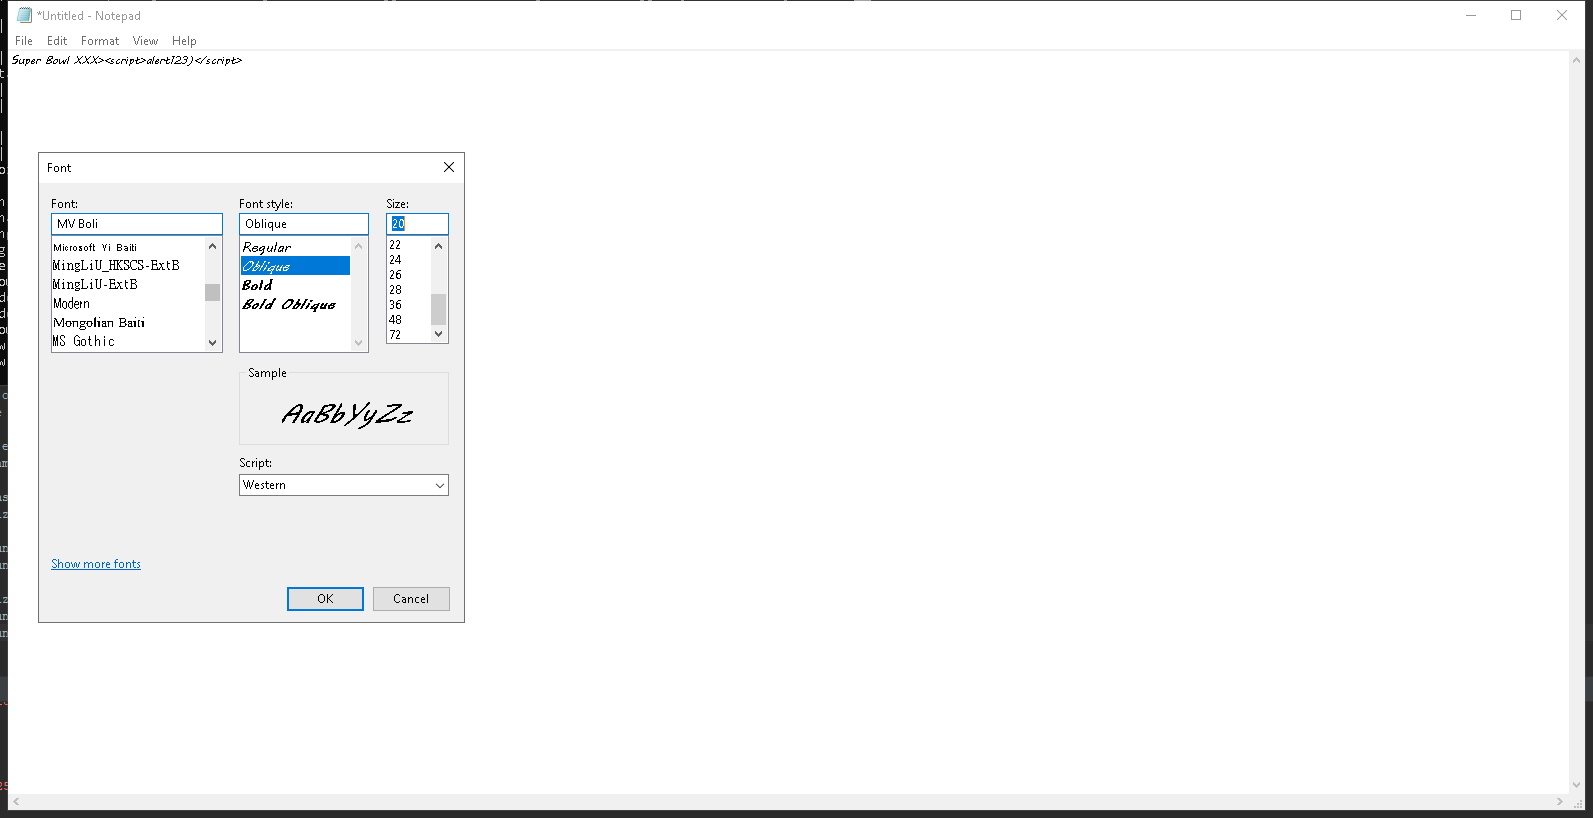 *Untitled - Notepad
File Edit Format View Help
Super Bowl XXX><script>alert123)</script>
Font
Font: Font style: Size:
MV Boli Oblique 20
Microsoft Yi Baiti Regular 22
MingLiU_HKSCS-ExtB Oblique 24
MingLiU-ExtB Bold 26
Modern Bold Oblique 28
Mongolian Baiti 36
MS Gothic 48
72
Sample
AaBbYyZz
Script:
Western
Show more fonts
OK Cancel